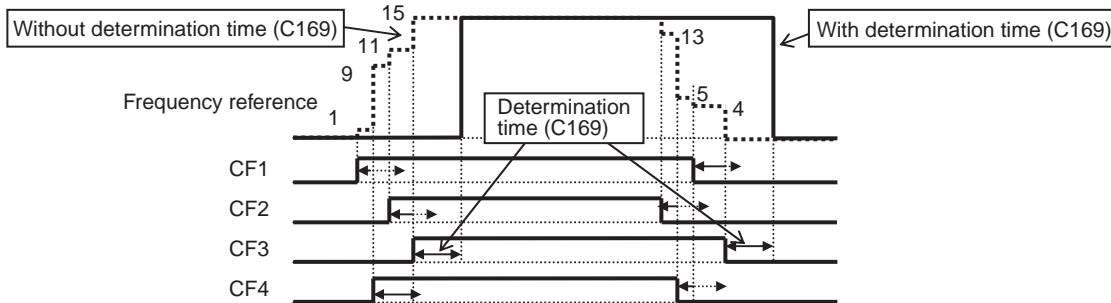 Without determination time (C169)
15
11
9
1
13
5
4
With determination time (C169)
Frequency reference
Determination
time (C169)
CF1
CF2
CF3
CF4